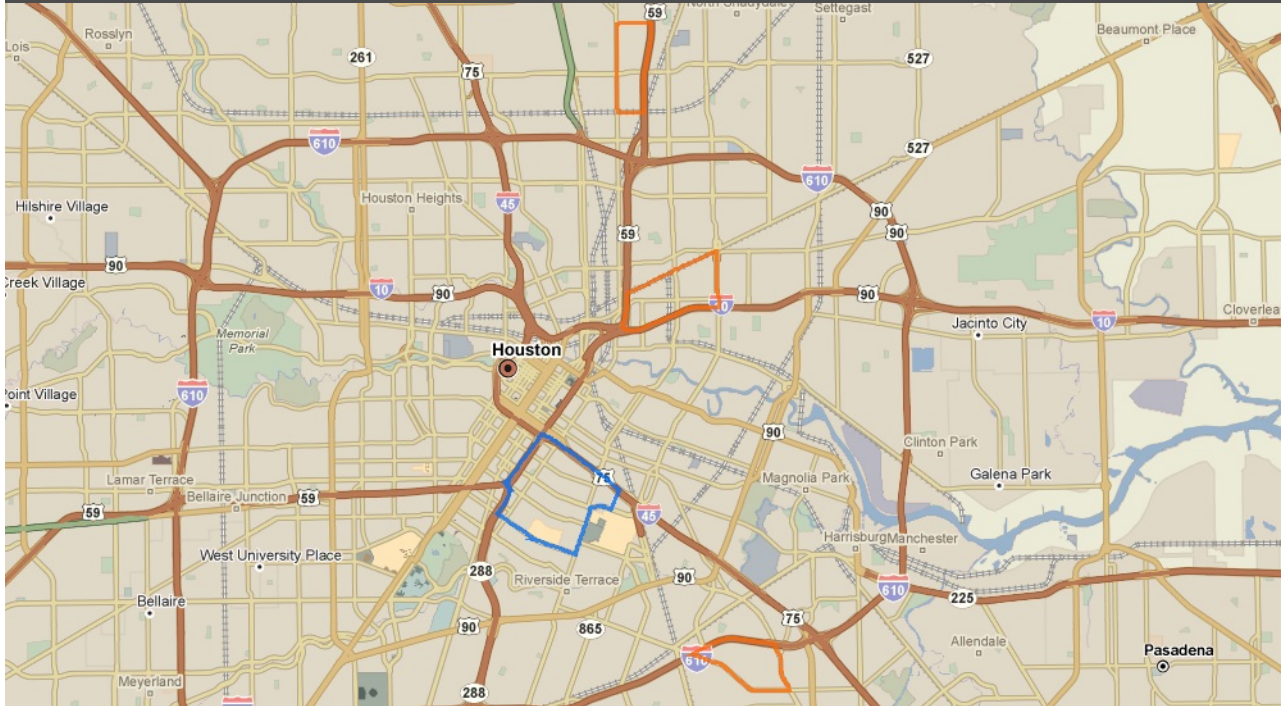 59
North Shadydale
Settegast
Rosslyn
Lois
Beaumont Place
261
75
527
610
527
610
Houston Heights
45
90
Hilshire Village
59
90
90
10
90
90
Creek Village
10
Jacinto City
10
Cloverlea
Memorial
Park
Houston
610
Point Village
90
Clinton Park
Lamar Terrace
75
Magnolia Park
Galena Park
Bellaire Junction
59
59
45
Harrisburg
Manchester
West University Place
288
Riverside Terrace
90
610
225
Bellaire
90
865
75
Allendale
610
Pasadena
Meyerland
288